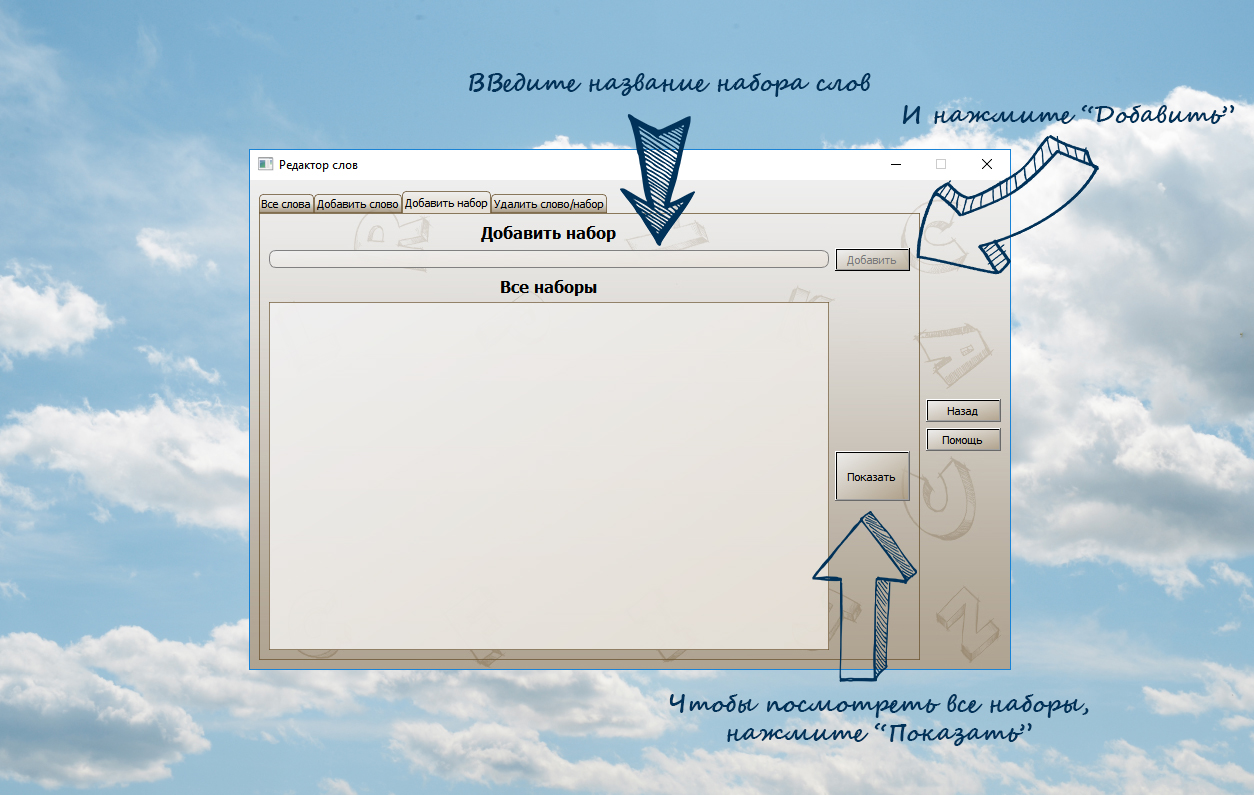 ВВедите название набора слов
И нажмите “Добавить”
Редактор слов
Все слова Добавить слово Добавить набор Удалить слово/набор
Добавить набор
Добавить
Все наборы
Назад
Помощь
Показать
Чтобы посмотреть все наборы,
нажмите “Показать”